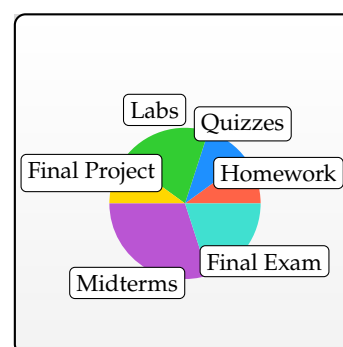 Labs
Quizzes
Final Project
Homework
Final Exam
Midterms